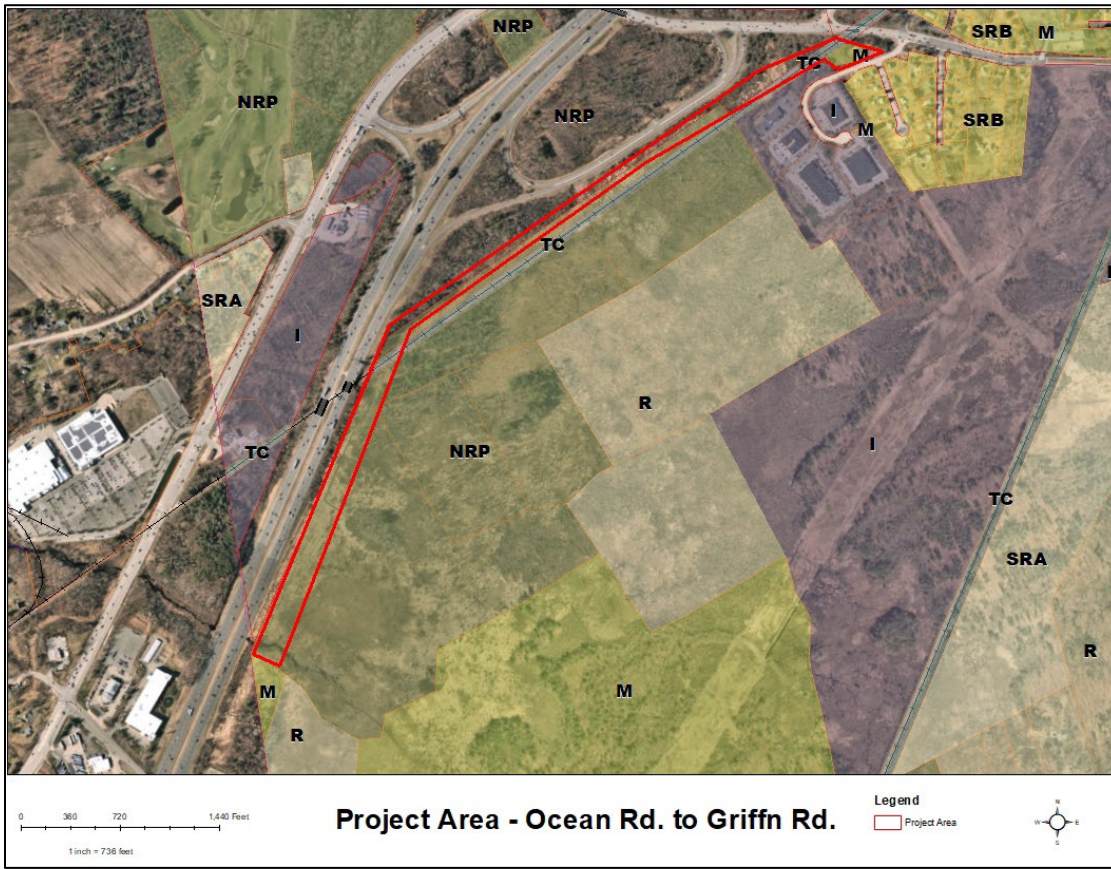 SRB M
NRP
TC M
NRP
NRP
I
M
SRB
TC
SRA
I
R
NRP
I
TC
TC
SRA
R
M
M
R
0 360 720 1,440 Feet
1 inch = 736 feet
Project Area - Ocean Rd. to Griffn Rd.
Legend
Project Area
N
W E
S